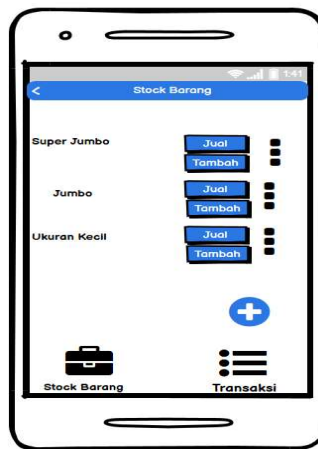 1:41
<
Stock Barang
Super Jumbo
Jual
Tambah
Jumbo
Jual
Tambah
Ukuran Kecil
Jual
Tambah
Stock Barang
Transaksi